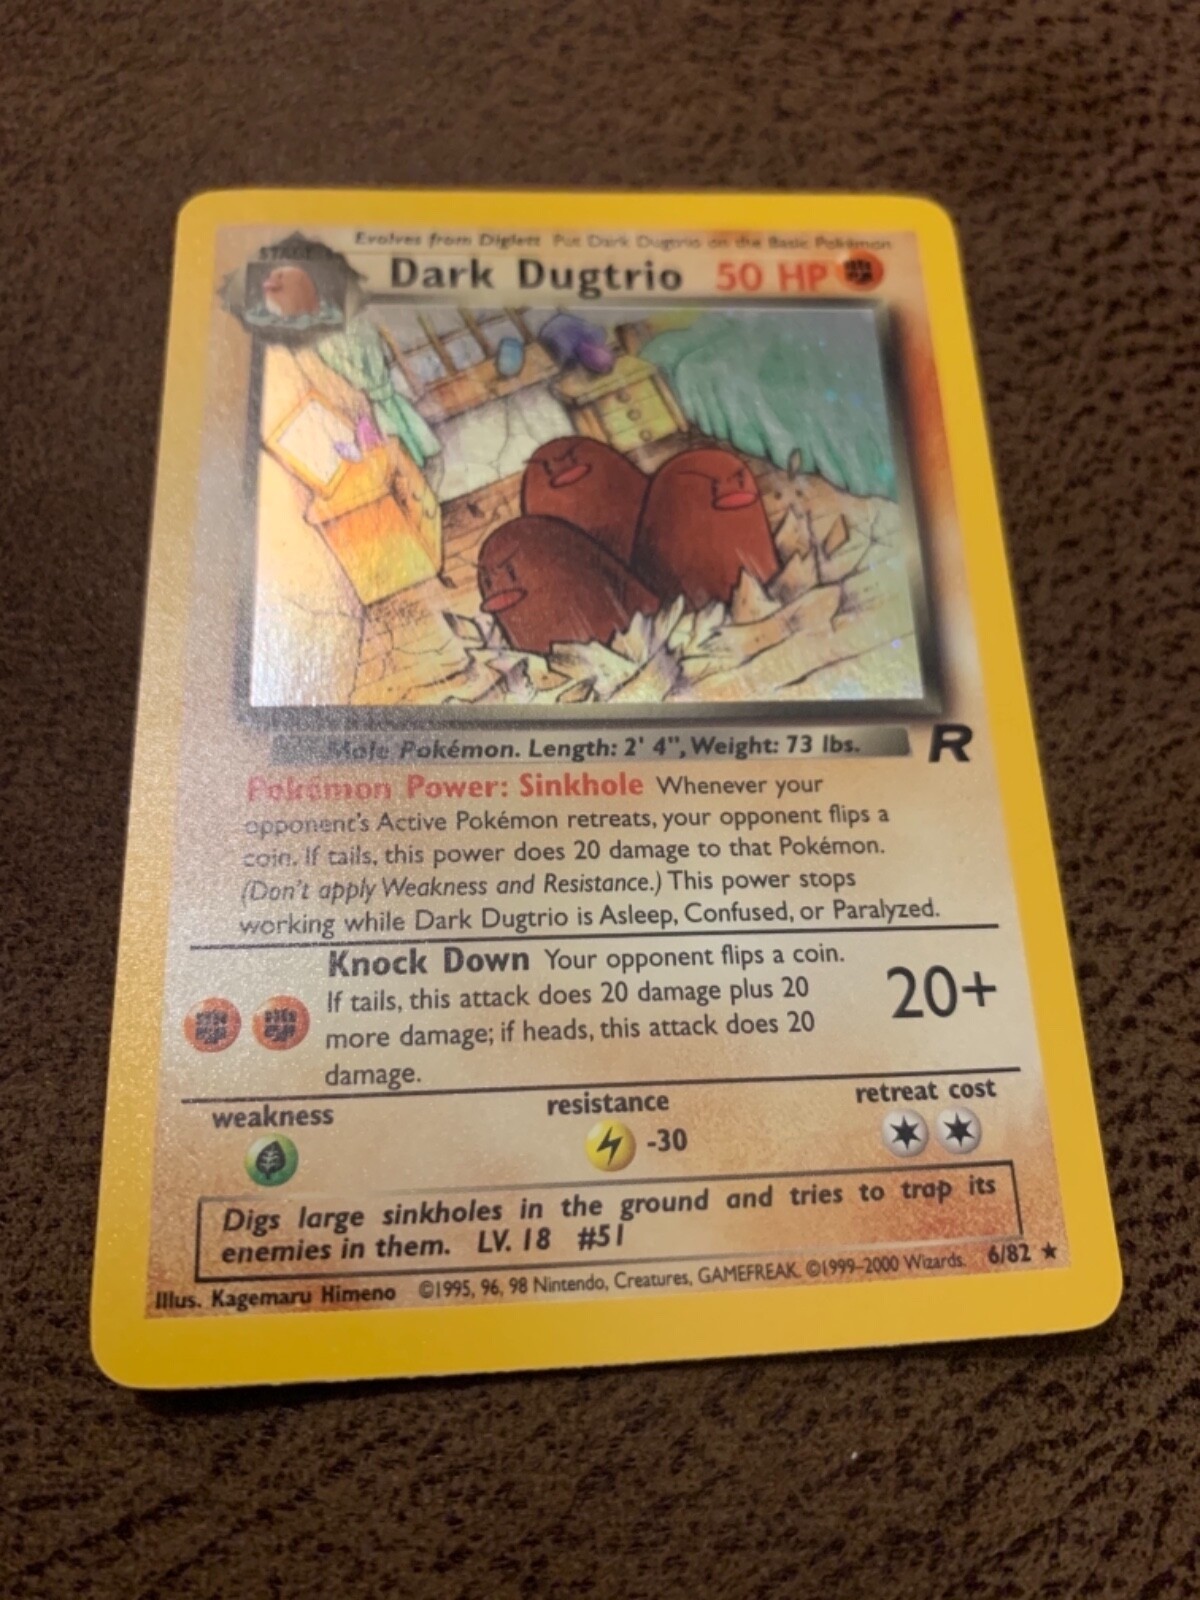 Evolves from Diglett Put Dark Dugtrio on the Basic Pokémon
STAGE
Dark Dugtrio 50 HP
Mole Pokémon. Length: 2' 4", Weight: 73 lbs.
R
Pokémon Power: Sinkhole Whenever your
opponent's Active Pokémon retreats, your opponent flips a
coin. If tails, this power does 20 damage to that Pokémon.
(Don't apply Weakness and Resistance.) This power stops
working while Dark Dugtrio is Asleep, Confused, or Paralyzed.
Knock Down Your opponent flips a coin.
If tails, this attack does 20 damage plus 20
more damage; if heads, this attack does 20
damage.
20+
weakness resistance retreat cost
-30
Digs large sinkholes in the ground and tries to trap its
enemies in them. LV. 18 #51
Illus. Kagemaru Himeno ©1995, 96, 98 Nintendo, Creatures, GAMEFREAK. ©1999-2000 Wizards. 6/82 ★